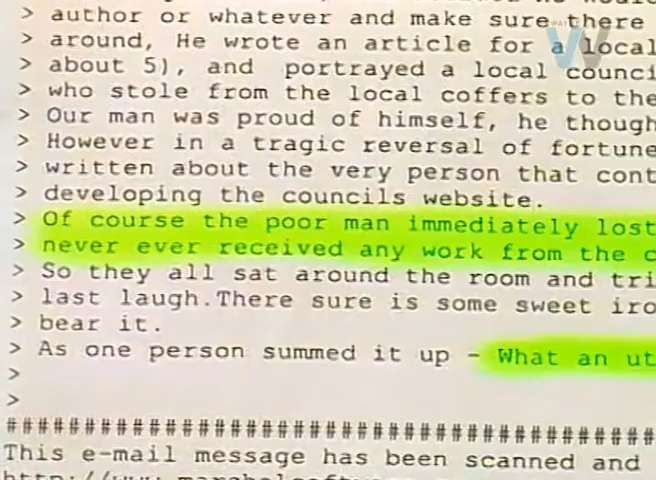 > author or whatever and make sure there
> around, He wrote an article for a local
> about 5), and portrayed a local counci
> who stole from the local coffers to the
> Our man was proud of himself, he though
> However in a tragic reversal of fortune
> written about the very person that cont
> developing the councils website.
> Of course the poor man immediately lost
> never ever received any work from the c
> So they all sat around the room and tri
> last laugh.There sure is some sweet iro
> bear it.
> As one person summed it up - What an ut
>
>
########################################
This e-mail message has been scanned and